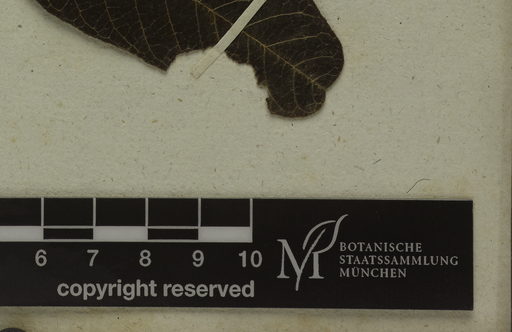 6 7 8 9 10
copyright reserved
M
BOTANISCHE
STAATSSAMMLUNG
MÜNCHEN